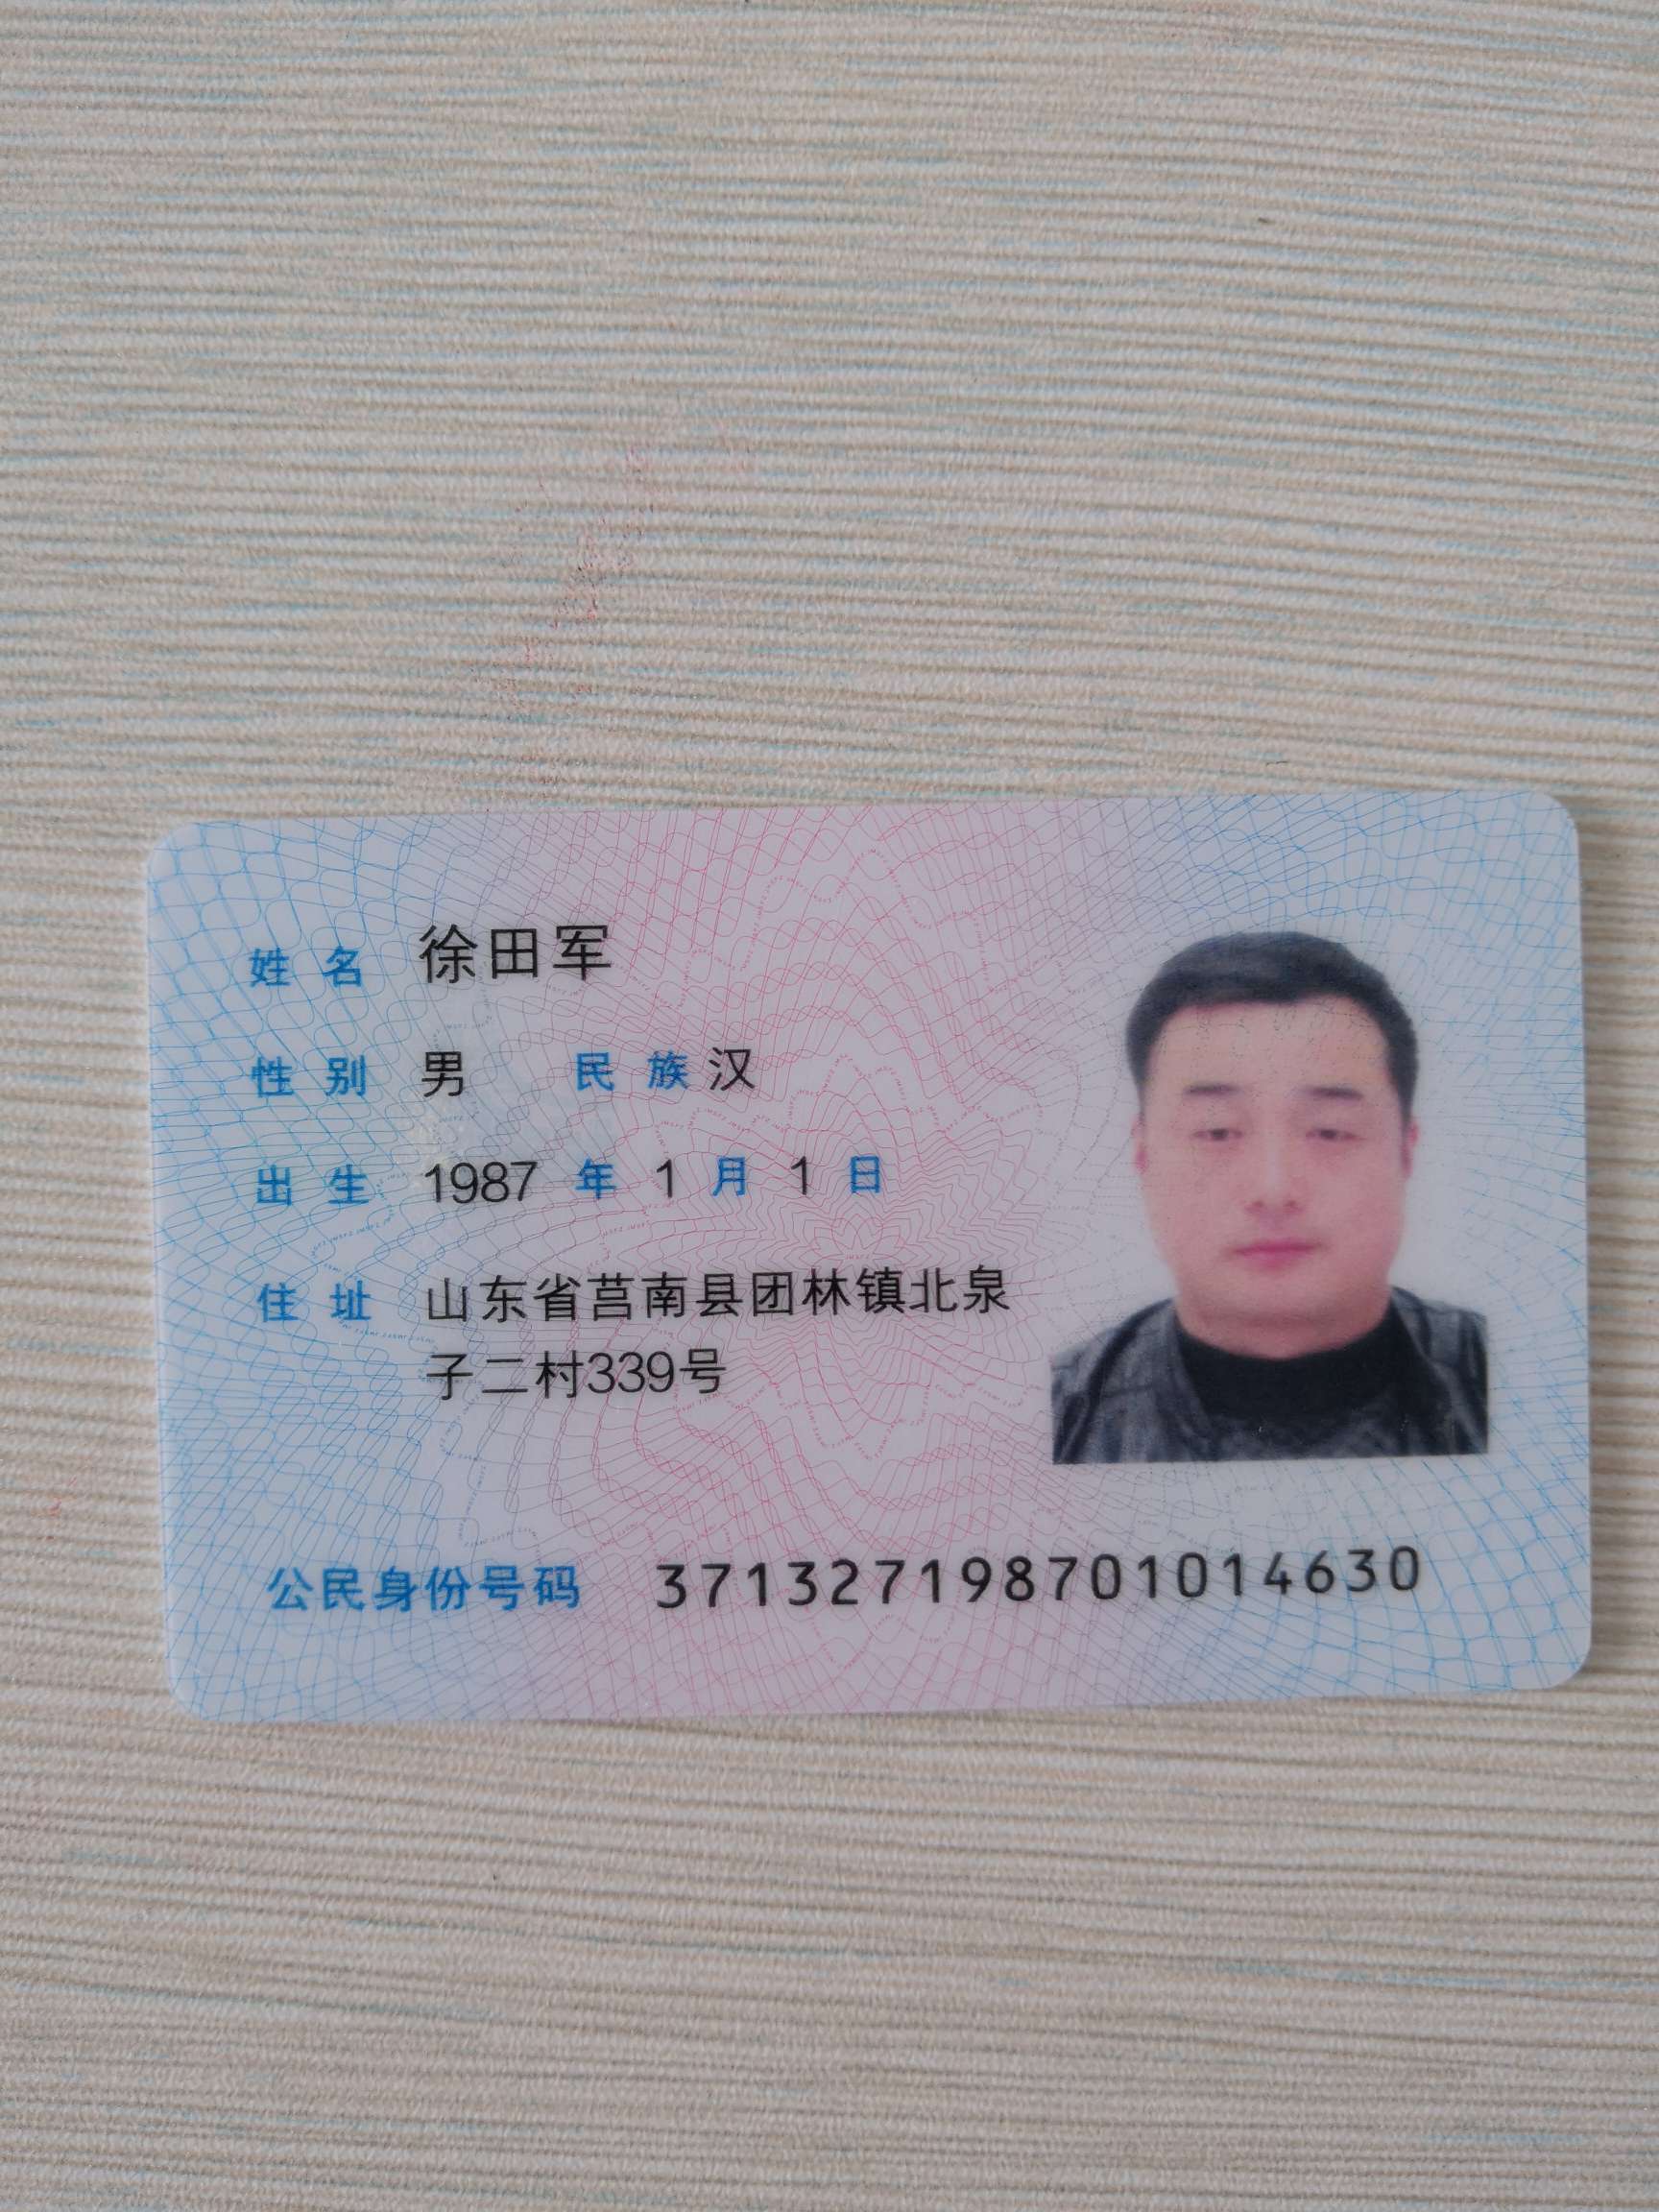 姓名 徐田军
性别 男 民族 汉
出生 1987 年 1 月 1 日
住址 山东省莒南县团林镇北泉
子二村339号
公民身份号码 371327198701014630